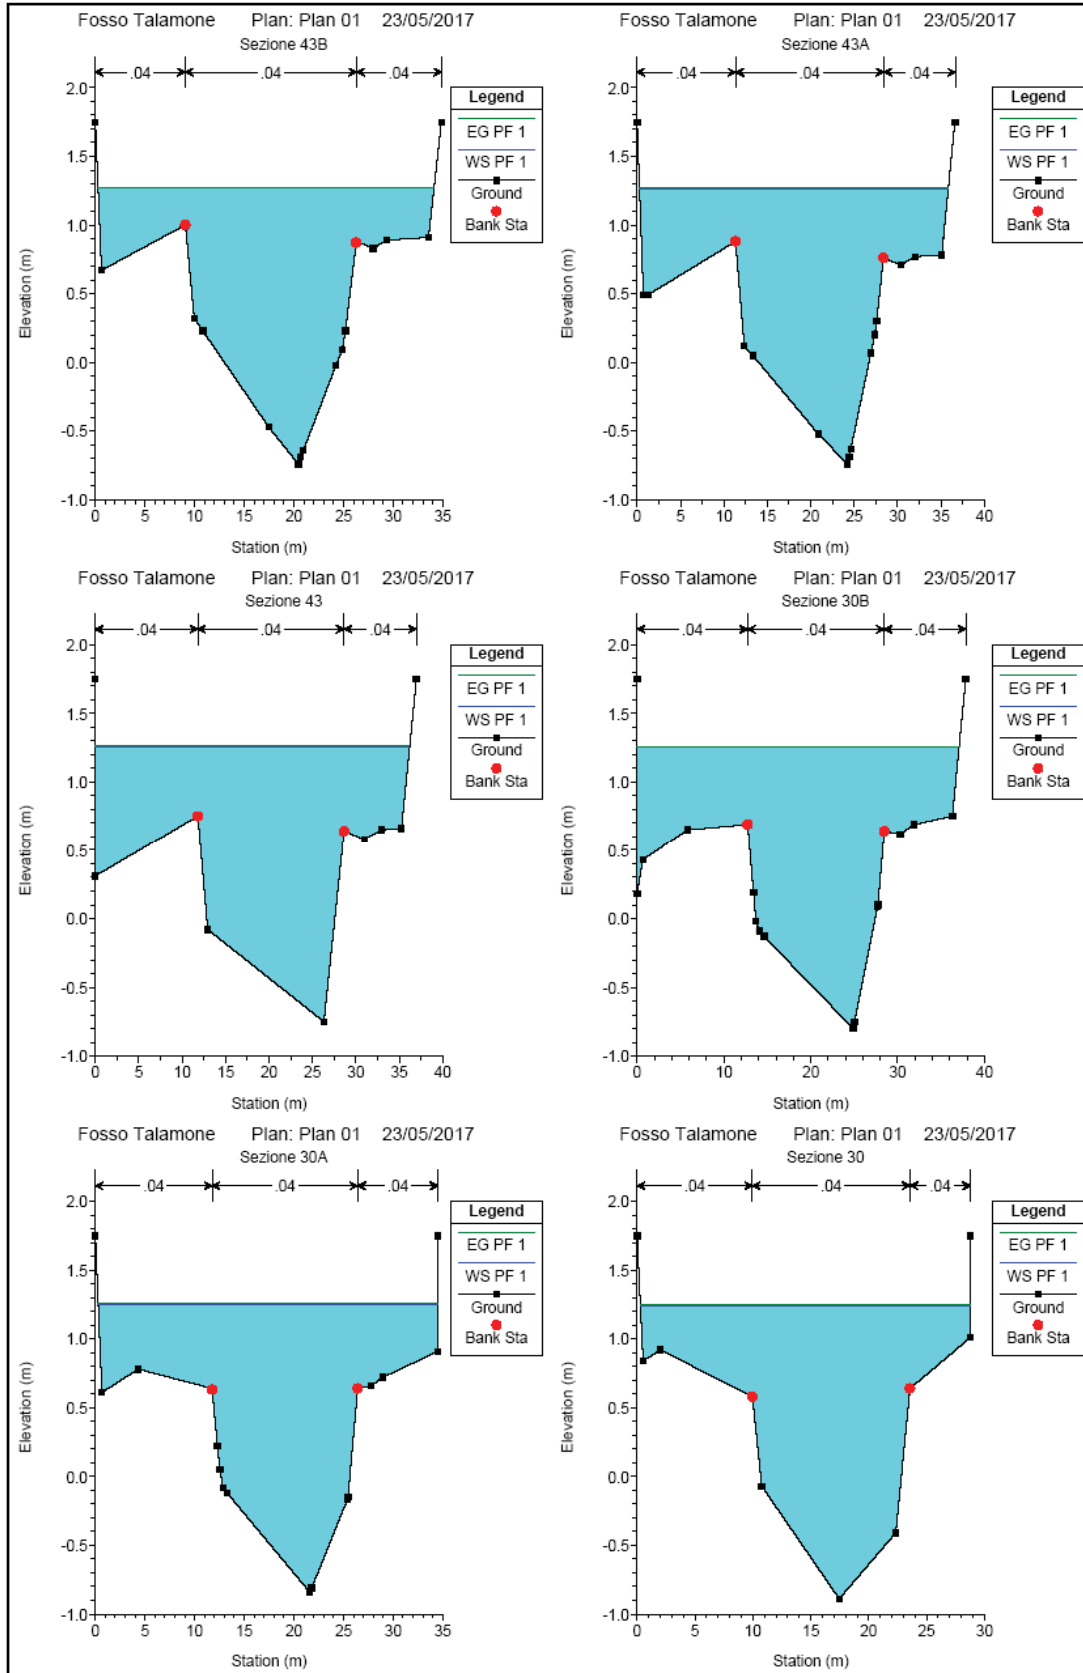 Fosso Talamone Plan: Plan 01 23/05/2017
Sezione 43B
.04 .04 .04
Legend
EG PF 1
WS PF 1
Ground
Bank Sta
2.0
1.5
1.0
0.5
0.0
-0.5
-1.0
Elevation (m)
0 5 10 15 20 25 30 35
Station (m)
Fosso Talamone Plan: Plan 01 23/05/2017
Sezione 43A
.04 .04 .04
Legend
EG PF 1
WS PF 1
Ground
Bank Sta
2.0
1.5
1.0
0.5
0.0
-0.5
-1.0
Elevation (m)
0 5 10 15 20 25 30 35 40
Station (m)
Fosso Talamone Plan: Plan 01 23/05/2017
Sezione 43
.04 .04 .04
Legend
EG PF 1
WS PF 1
Ground
Bank Sta
2.0
1.5
1.0
0.5
0.0
-0.5
-1.0
Elevation (m)
0 5 10 15 20 25 30 35 40
Station (m)
Fosso Talamone Plan: Plan 01 23/05/2017
Sezione 30B
.04 .04 .04
Legend
EG PF 1
WS PF 1
Ground
Bank Sta
2.0
1.5
1.0
0.5
0.0
-0.5
-1.0
Elevation (m)
0 5 10 15 20 25 30 35 40
Station (m)
Fosso Talamone Plan: Plan 01 23/05/2017
Sezione 30A
.04 .04 .04
Legend
EG PF 1
WS PF 1
Ground
Bank Sta
2.0
1.5
1.0
0.5
0.0
-0.5
-1.0
Elevation (m)
0 5 10 15 20 25 30 35
Station (m)
Fosso Talamone Plan: Plan 01 23/05/2017
Sezione 30
.04 .04 .04
Legend
EG PF 1
WS PF 1
Ground
Bank Sta
2.0
1.5
1.0
0.5
0.0
-0.5
-1.0
Elevation (m)
0 5 10 15 20 25 30
Station (m)